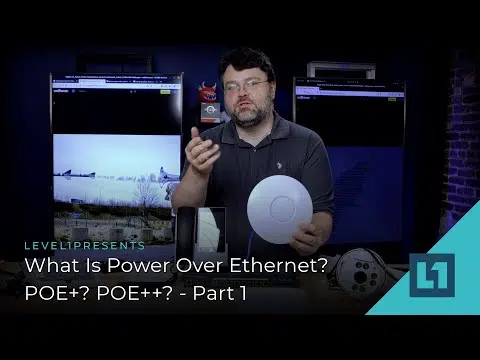 LEVEL1PRESENTS
What Is Power Over Ethernet?
POE+? POE++? - Part 1
L1